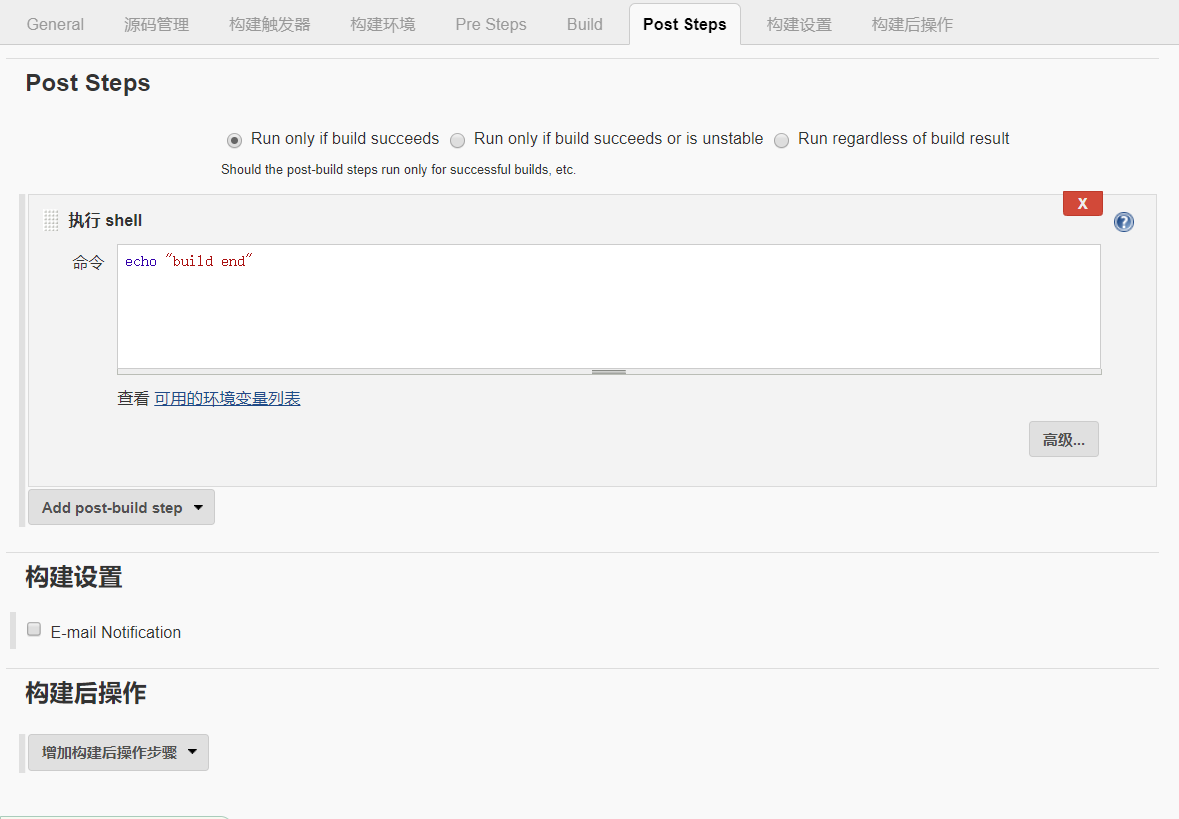 General 源码管理 构建触发器 构建环境 Pre Steps Build Post Steps 构建设置 构建后操作
Post Steps
Run only if build succeeds Run only if build succeeds or is unstable Run regardless of build result
Should the post-build steps run only for successful builds, etc.
X
执行 shell ?
命令 echo "build end"
查看 可用的环境变量列表
高级...
Add post-build step
构建设置
E-mail Notification
构建后操作
增加构建后操作步骤